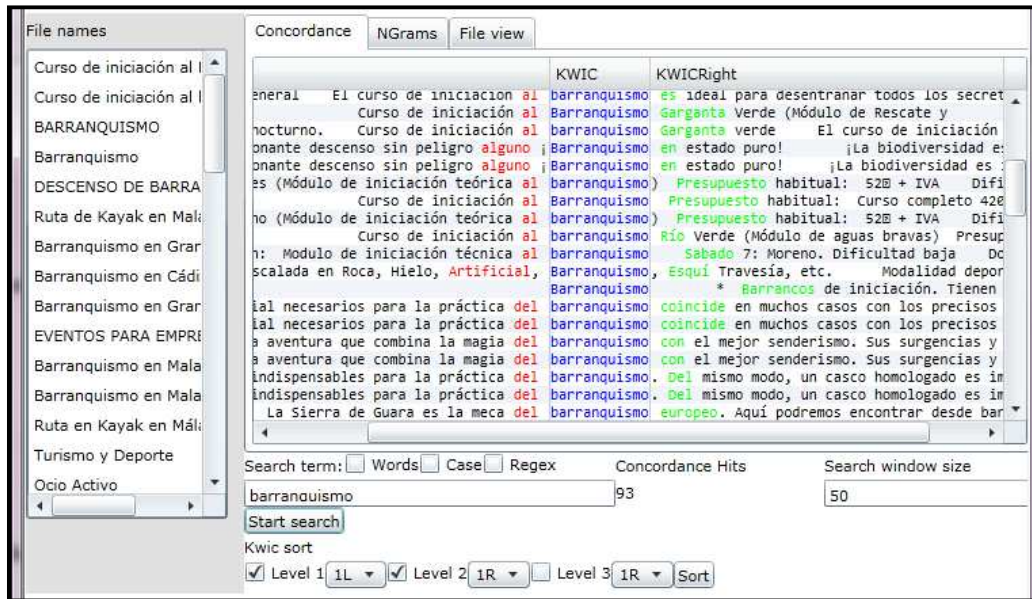 File names
Curso de iniciación al
Curso de iniciación al
BARRANQUISMO
Barranquismo
DESCENSO DE BARRA
Ruta de Kayak en Mala
Barranquismo en Gran
Barranquismo en Cádi
Barranquismo en Gran
EVENTOS PARA EMPRE
Barranquismo en Mala
Barranquismo en Mala
Ruta en Kayak en Mála
Turismo y Deporte
Ocio Activo
Concordance NGrams File view
KWIC KWICRight
eneral El curso de iniciación al barranquismo es ideal para desentrañar todos los secret
Curso de iniciación al Barranquismo Garganta Verde (Módulo de Rescate y
nocturno. Curso de iniciación al Barranquismo Garganta verde El curso de iniciación
onante descenso sin peligro alguno ¡Barranquismo en estado puro! ¡La biodiversidad es
onante descenso sin peligro alguno ¡Barranquismo en estado puro! ¡La biodiversidad es
es (Módulo de iniciación teórica al barranquismo) Presupuesto habitual: 52 + IVA Difi
Curso de iniciación al Barranquismo Presupuesto habitual: Curso completo 420
no (Módulo de iniciación teórica al barranquismo) Presupuesto habitual: 52 + IVA Difi
Curso de iniciación al Barranquismo Río Verde (Módulo de aguas bravas) Presup
n: Modulo de iniciación técnica al barranquismo Sabado 7: Moreno. Dificultad baja Do
scalada en Roca, Hielo, Artificial, Barranquismo, Esquí Travesía, etc. Modalidad depor
Barranquismo * Barrancos de iniciación. Tienen
ial necesarios para la práctica del barranquismo coincide en muchos casos con los precisos
ial necesarios para la práctica del barranquismo coincide en muchos casos con los precisos
a aventura que combina la magia del barranquismo con el mejor senderismo. Sus surgencias y
a aventura que combina la magia del barranquismo con el mejor senderismo. Sus surgencias y
indispensables para la práctica del barranquismo. Del mismo modo, un casco homologado es im
indispensables para la práctica del barranquismo. Del mismo modo, un casco homologado es im
La Sierra de Guara es la meca del barranquismo europeo. Aquí podremos encontrar desde bar
Search term: Words Case Regex Concordance Hits Search window size
barranquismo 93 50
Start search
Kwic sort
Level 1 1L Level 2 1R Level 3 1R Sort